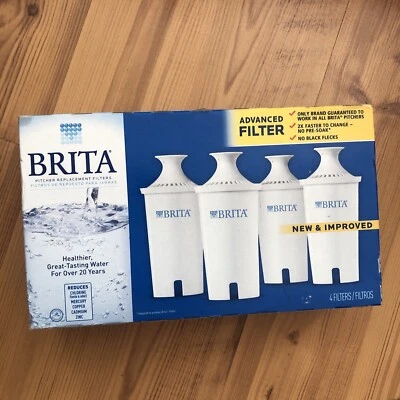 BRITA®
PITCHER REPLACEMENT FILTERS
FILTROS DE REPUESTO PARA JARRAS
ADVANCED
FILTER
ONLY BRAND GUARANTEED TO
WORK IN ALL BRITA® PITCHERS
2X FASTER TO CHANGE –
NO PRE-SOAK*
NO BLACK FLECKS
BRITA
BRITA
BRITA
BRITA
NEW & IMPROVED
Healthier,
Great-Tasting Water
For Over 20 Years
REDUCES
CHLORINE
(taste & odor)
MERCURY
COPPER
CADMIUM
ZINC
4 FILTERS/FILTROS